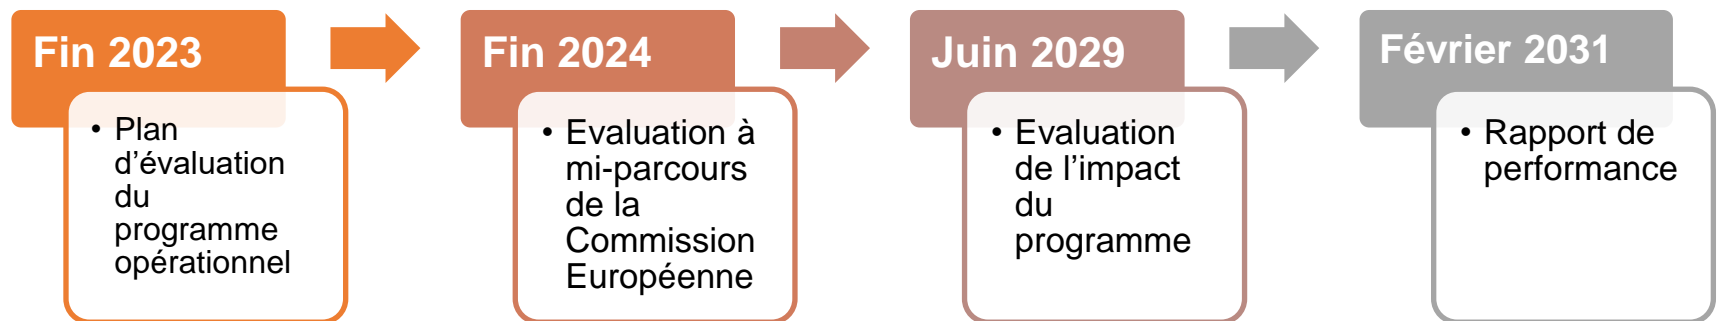 Fin 2023
• Plan
d’évaluation
du
programme
opérationnel
Fin 2024
• Evaluation à
mi-parcours
de la
Commission
Européenne
Juin 2029
• Evaluation
de l’impact
du
programme
Février 2031
• Rapport de
performance